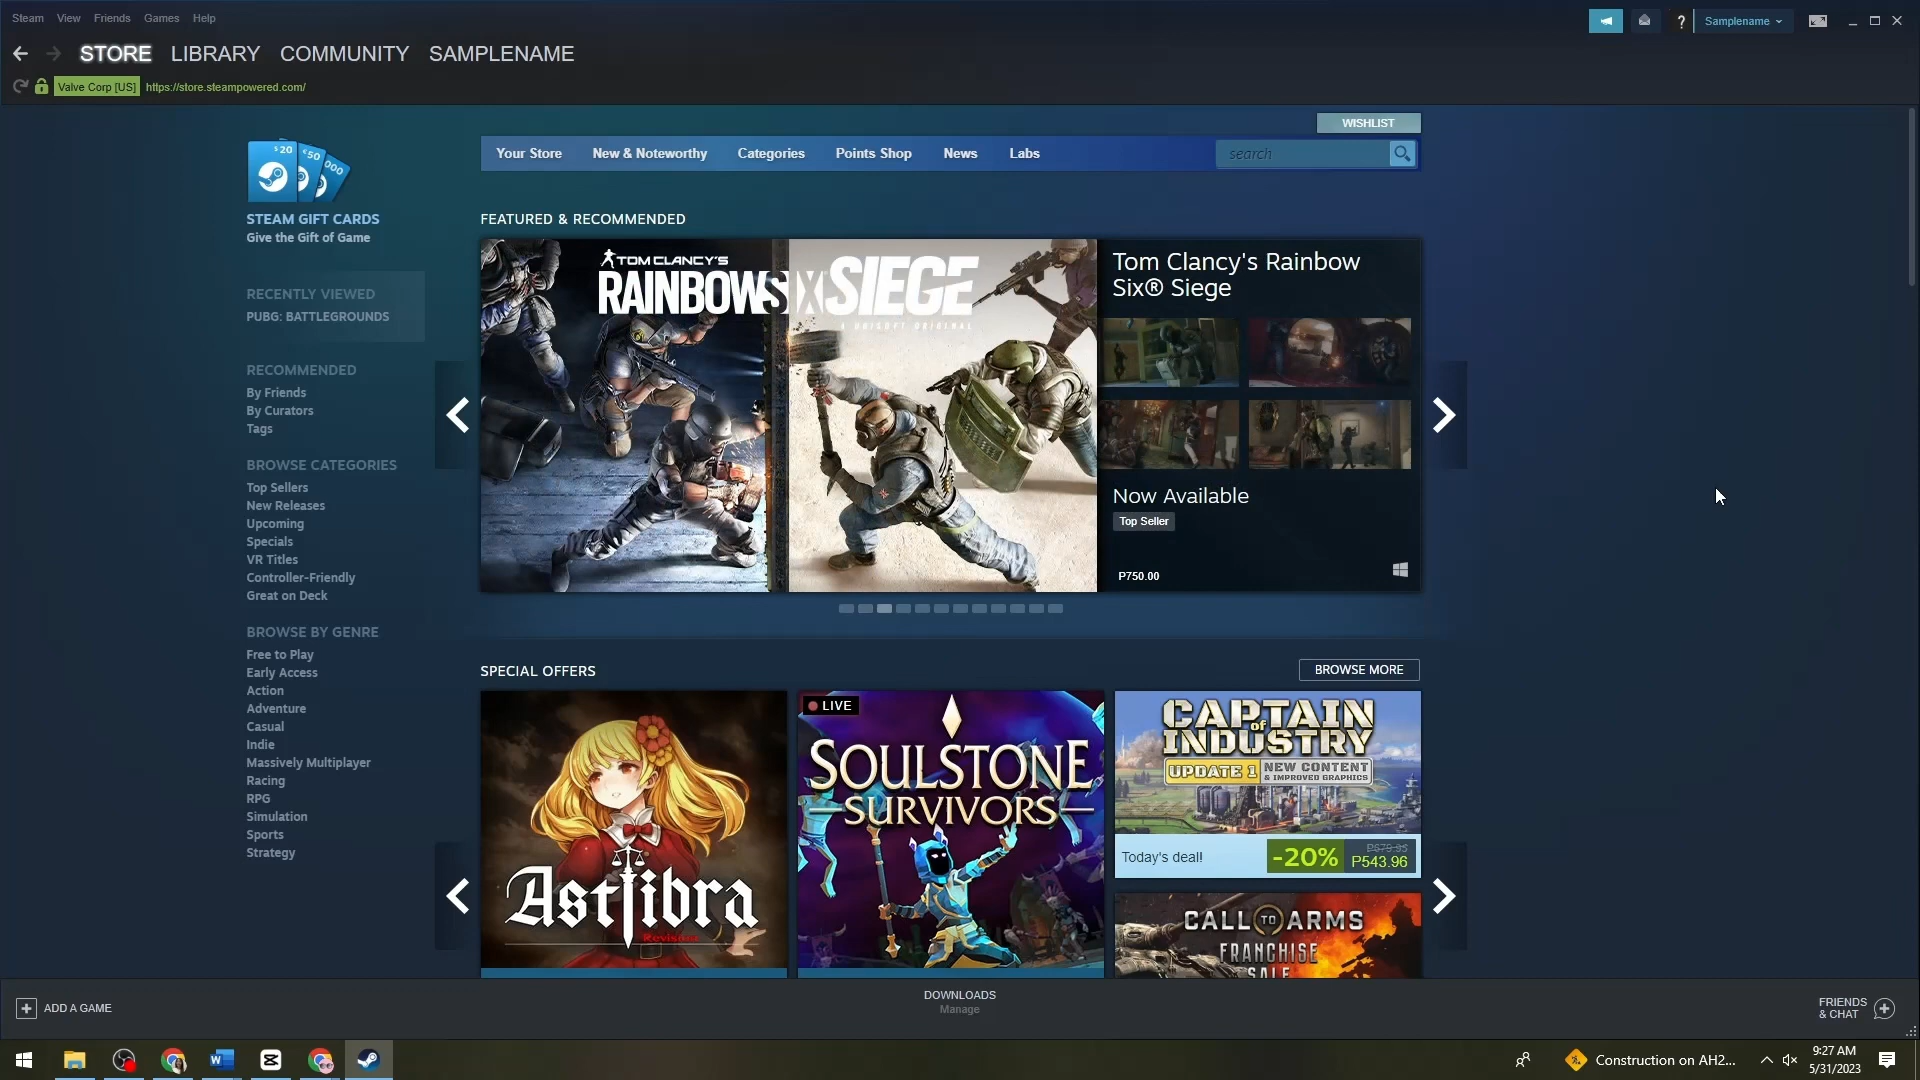 Steam View Friends Games Help
Samplename
STORE LIBRARY COMMUNITY SAMPLENAME
Valve Corp [US] https://store.steampowered.com/
WISHLIST
$20
Your Store New & Noteworthy Categories Points Shop News Labs search
STEAM GIFT CARDS
Give the Gift of Game
RECENTLY VIEWED
PUBG: BATTLEGROUNDS
RECOMMENDED
By Friends
By Curators
Tags
BROWSE CATEGORIES
Top Sellers
New Releases
Upcoming
Specials
VR Titles
Controller-Friendly
Great on Deck
BROWSE BY GENRE
Free to Play
Early Access
Action
Adventure
Casual
Indie
Massively Multiplayer
Racing
RPG
Simulation
Sports
Strategy
FEATURED & RECOMMENDED
TOM CLANCY'S
RAINBOW SIX SIEGE
A UBISOFT ORIGINAL
Tom Clancy's Rainbow
Six® Siege
Now Available
Top Seller
P750.00
SPECIAL OFFERS
BROWSE MORE
Astlibra
Revision
LIVE
SOULSTONE
SURVIVORS
CAPTAIN
of
INDUSTRY
UPDATE 1 NEW CONTENT
& IMPROVED GRAPHICS
Today's deal!
-20%
P679.95
P543.96
CALL TO ARMS
FRANCHISE
SALE
ADD A GAME
DOWNLOADS
Manage
FRIENDS
& CHAT
Construction on AH2...
9:27 AM
5/31/2023